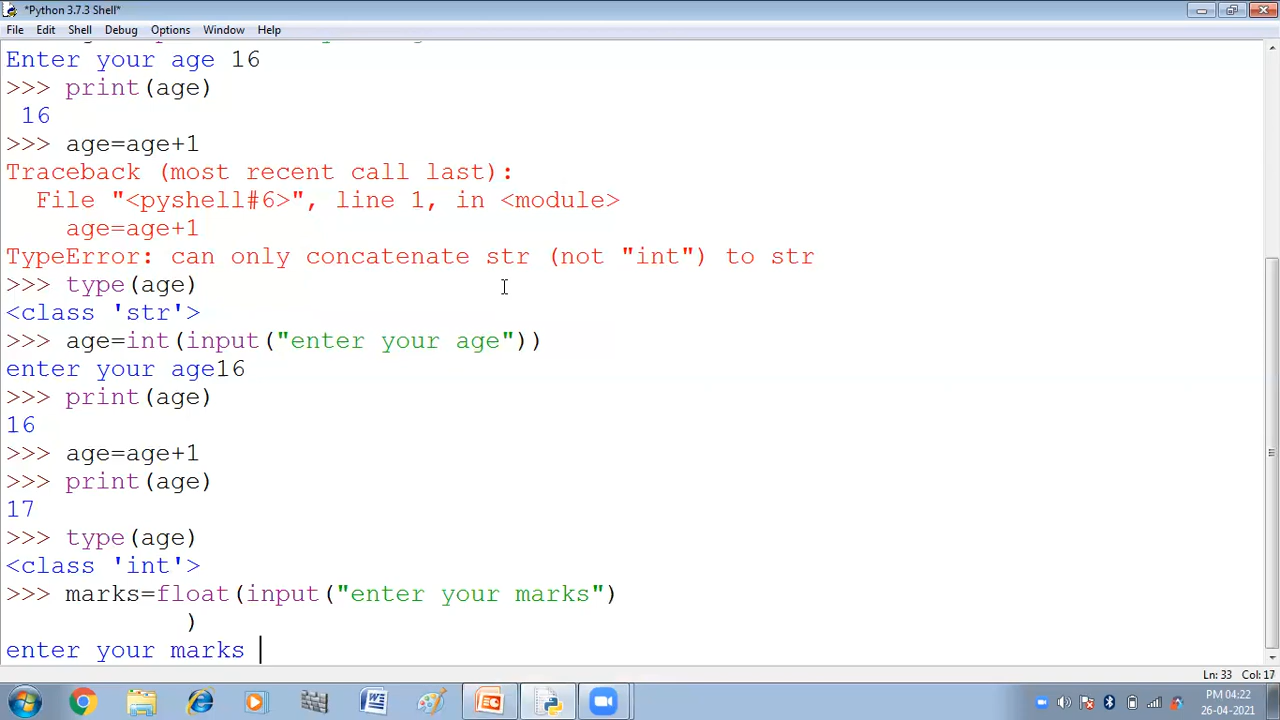 *Python 3.7.3 Shell*
File Edit Shell Debug Options Window Help
Enter your age 16
>>> print(age)
 16
>>> age=age+1
Traceback (most recent call last):
  File "<pyshell#6>", line 1, in <module>
    age=age+1
TypeError: can only concatenate str (not "int") to str
>>> type(age)
<class 'str'>
>>> age=int(input("enter your age"))
enter your age16
>>> print(age)
16
>>> age=age+1
>>> print(age)
17
>>> type(age)
<class 'int'>
>>> marks=float(input("enter your marks")
            )
enter your marks
Ln: 33 Col: 17
PM 04:22
26-04-2021